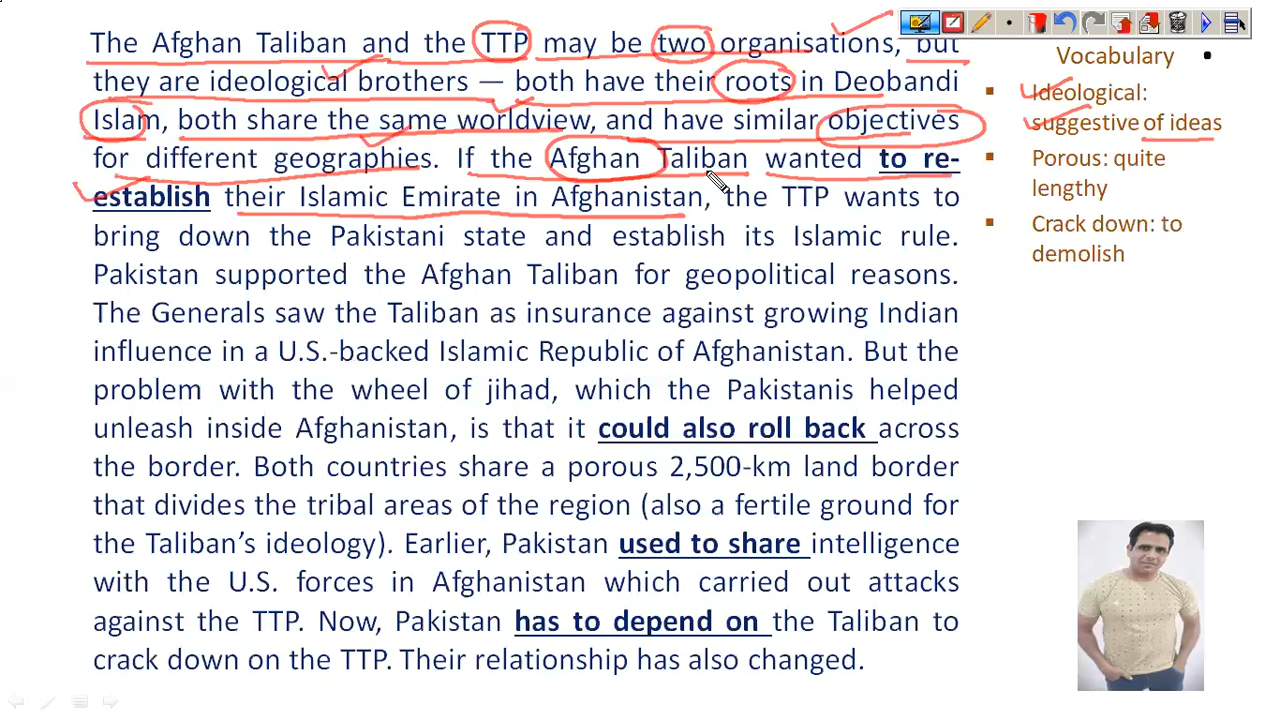 The Afghan Taliban and the TTP may be two organisations, but
they are ideological brothers — both have their roots in Deobandi
Islam, both share the same worldview, and have similar objectives
for different geographies. If the Afghan Taliban wanted to re-
establish their Islamic Emirate in Afghanistan, the TTP wants to
bring down the Pakistani state and establish its Islamic rule.
Pakistan supported the Afghan Taliban for geopolitical reasons.
The Generals saw the Taliban as insurance against growing Indian
influence in a U.S.-backed Islamic Republic of Afghanistan. But the
problem with the wheel of jihad, which the Pakistanis helped
unleash inside Afghanistan, is that it could also roll back across
the border. Both countries share a porous 2,500-km land border
that divides the tribal areas of the region (also a fertile ground for
the Taliban's ideology). Earlier, Pakistan used to share intelligence
with the U.S. forces in Afghanistan which carried out attacks
against the TTP. Now, Pakistan has to depend on the Taliban to
crack down on the TTP. Their relationship has also changed.
Vocabulary
Ideological:
suggestive of ideas
Porous: quite
lengthy
Crack down: to
demolish